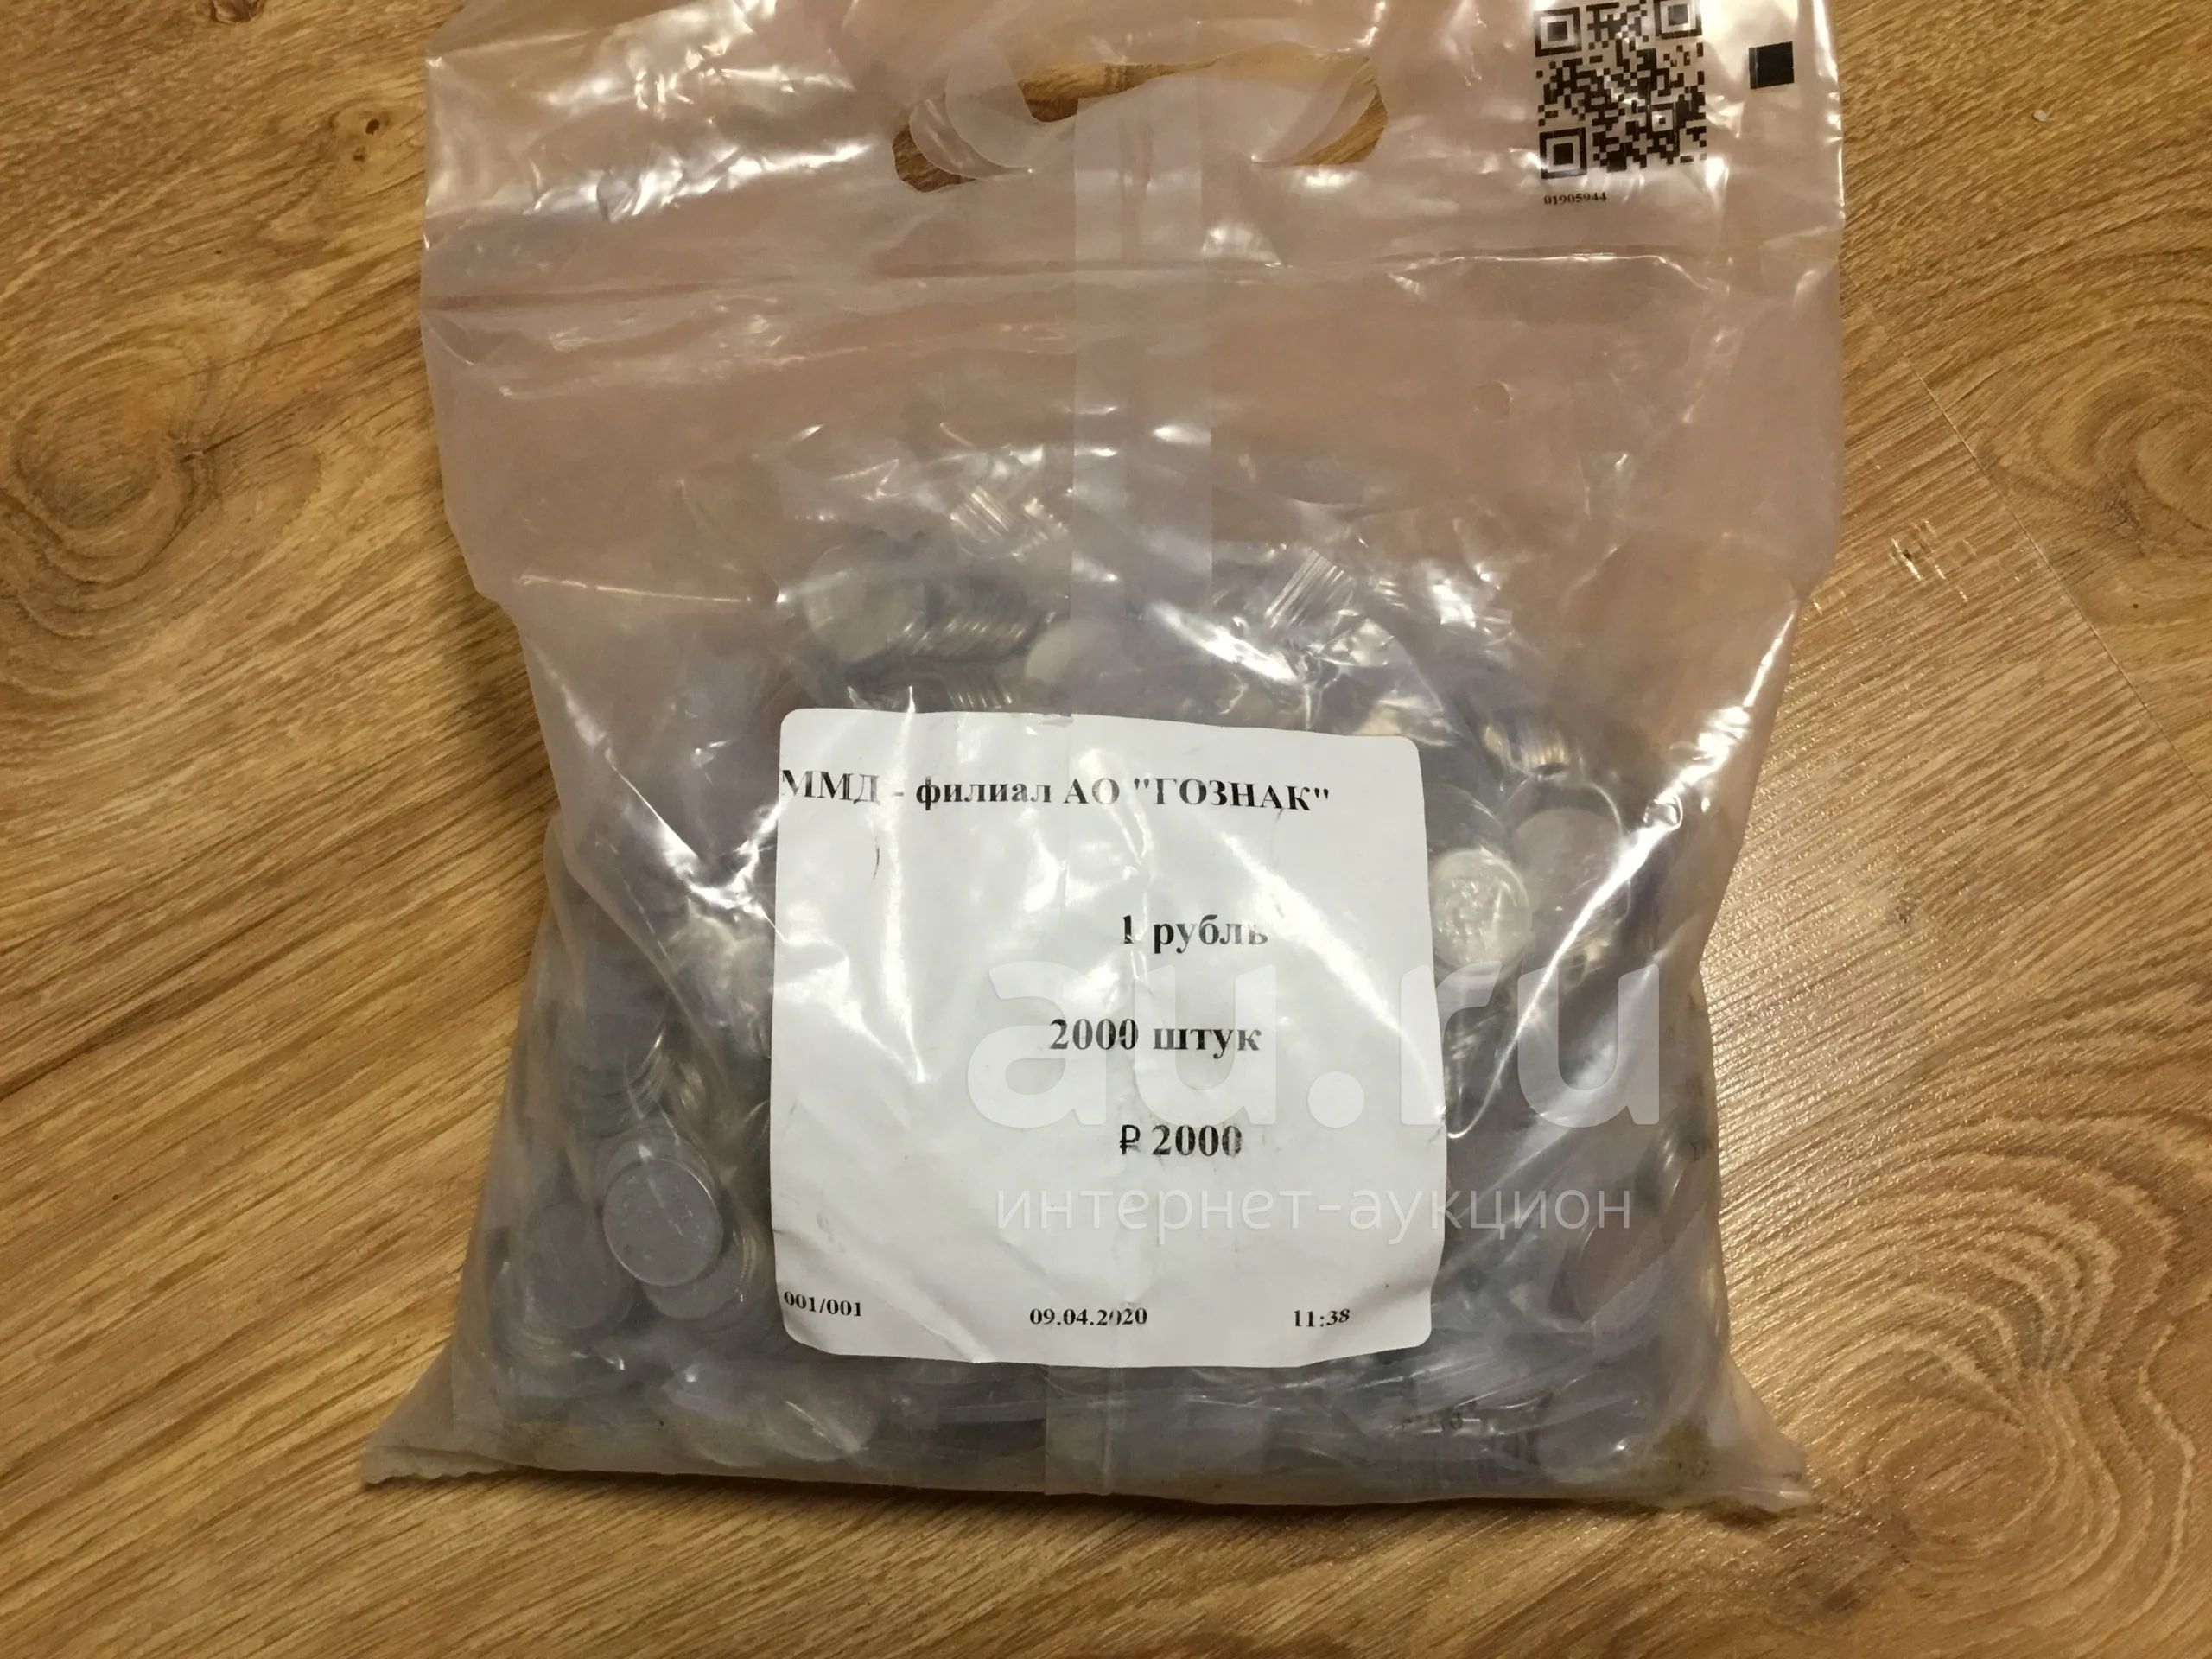 01905944
ММД - филиал АО "ГОЗНАК"
1 рубль
2000 штук
₽ 2000
001/001 09.04.2020 11:38
au.ru
интернет-аукцион